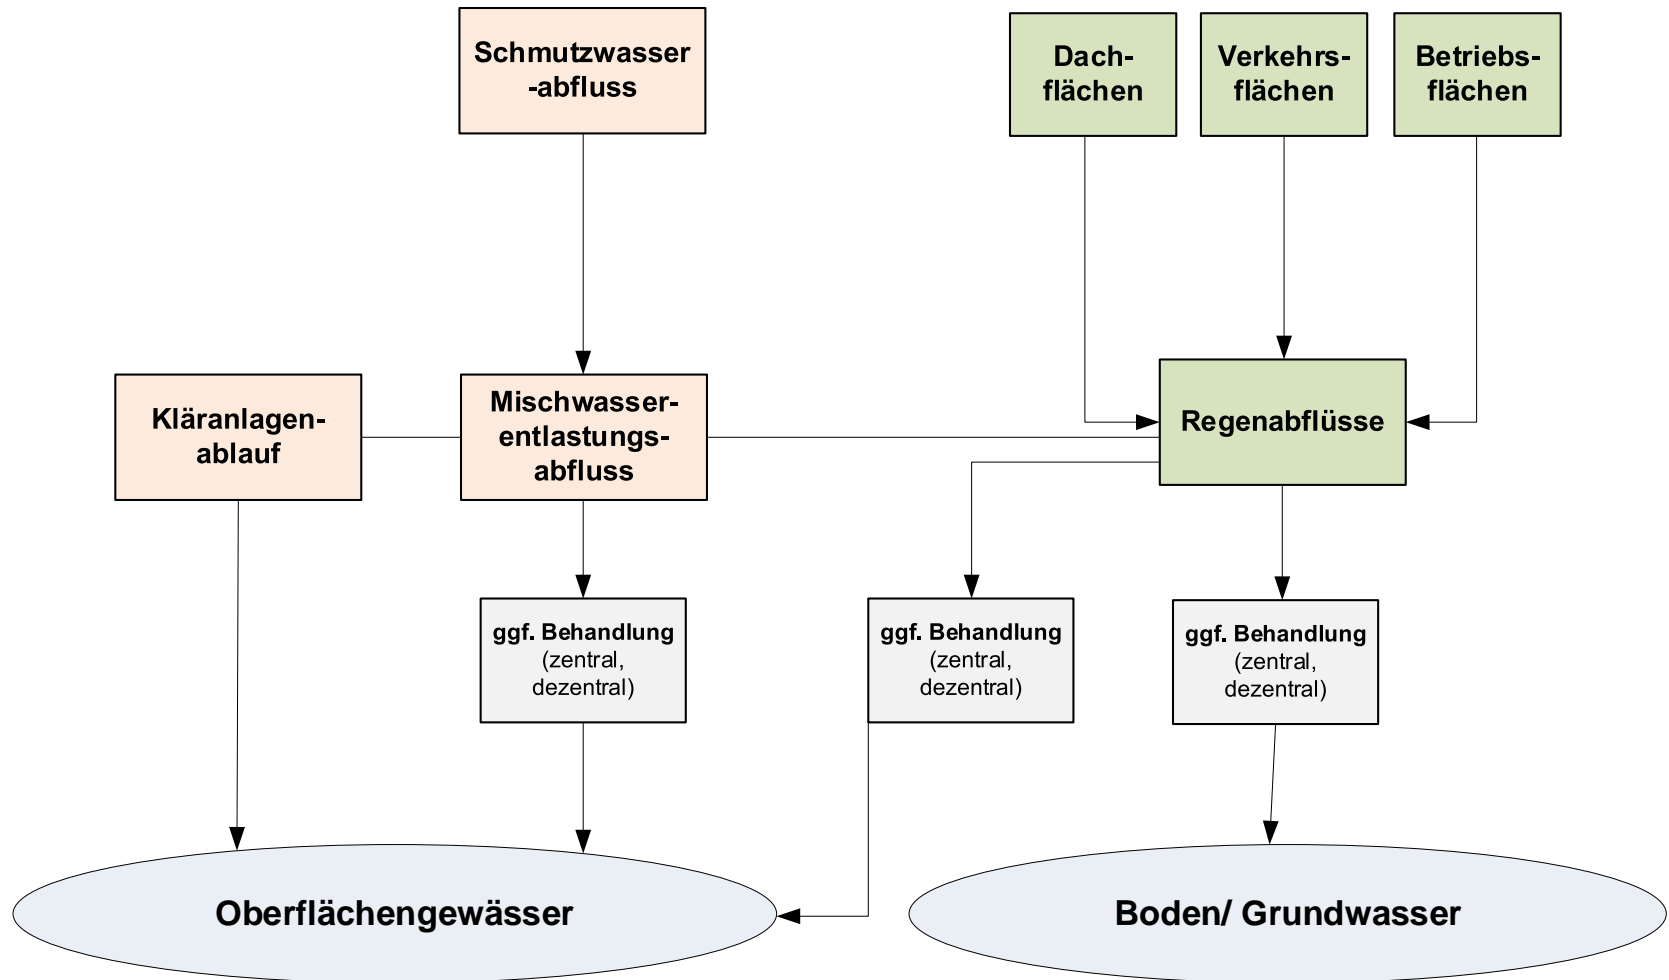 Schmutzwasser
-abfluss
Dach-
flächen
Verkehrs-
flächen
Betriebs-
flächen
Kläranlagen-
ablauf
Mischwasser-
entlastungs-
abfluss
Regenabflüsse
ggf. Behandlung
(zentral,
dezentral)
ggf. Behandlung
(zentral,
dezentral)
ggf. Behandlung
(zentral,
dezentral)
Oberflächengewässer
Boden/ Grundwasser